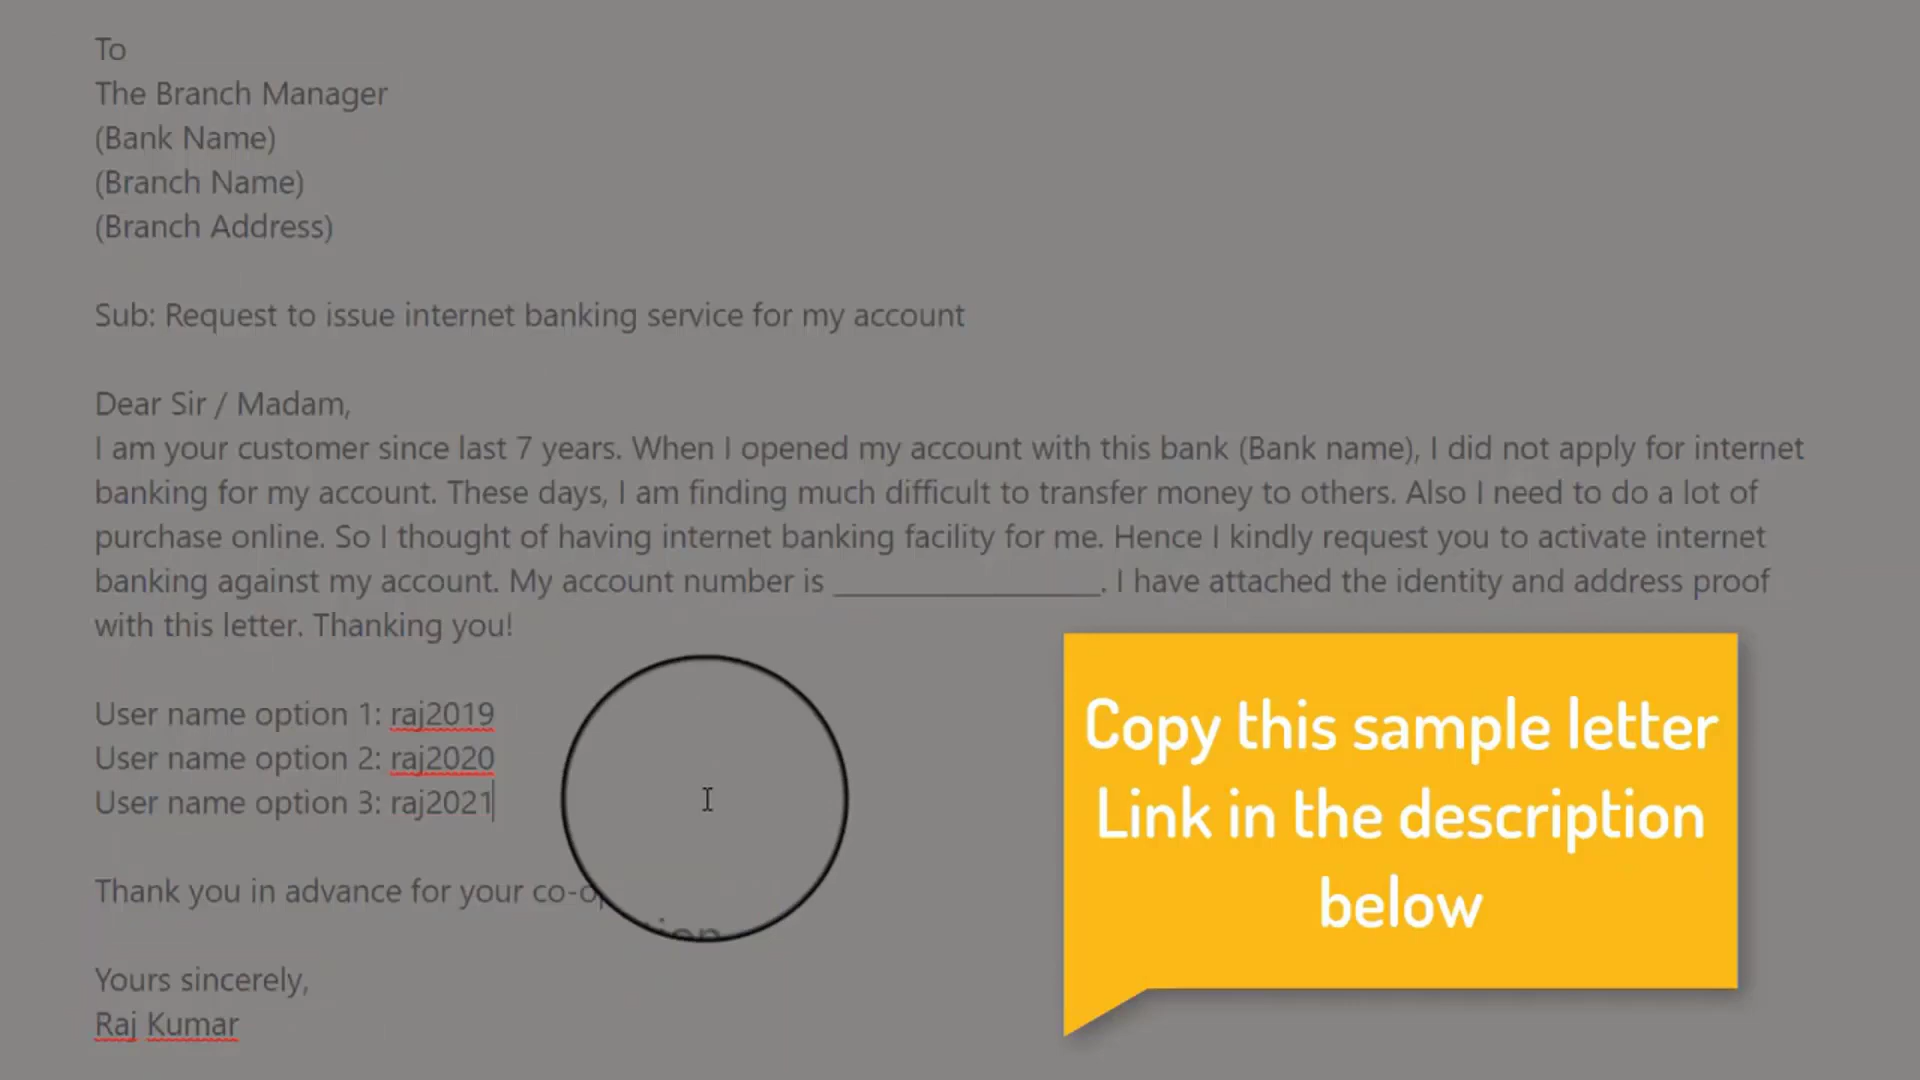 To
The Branch Manager
(Bank Name)
(Branch Name)
(Branch Address)
Sub: Request to issue internet banking service for my account
Dear Sir / Madam,
I am your customer since last 7 years. When I opened my account with this bank (Bank name), I did not apply for internet
banking for my account. These days, I am finding much difficult to transfer money to others. Also I need to do a lot of
purchase online. So I thought of having internet banking facility for me. Hence I kindly request you to activate internet
banking against my account. My account number is ________________. I have attached the identity and address proof
with this letter. Thanking you!
User name option 1: raj2019
User name option 2: raj2020
User name option 3: raj2021
Thank you in advance for your
Yours sincerely,
Raj Kumar
Copy this sample letter
Link in the description
below